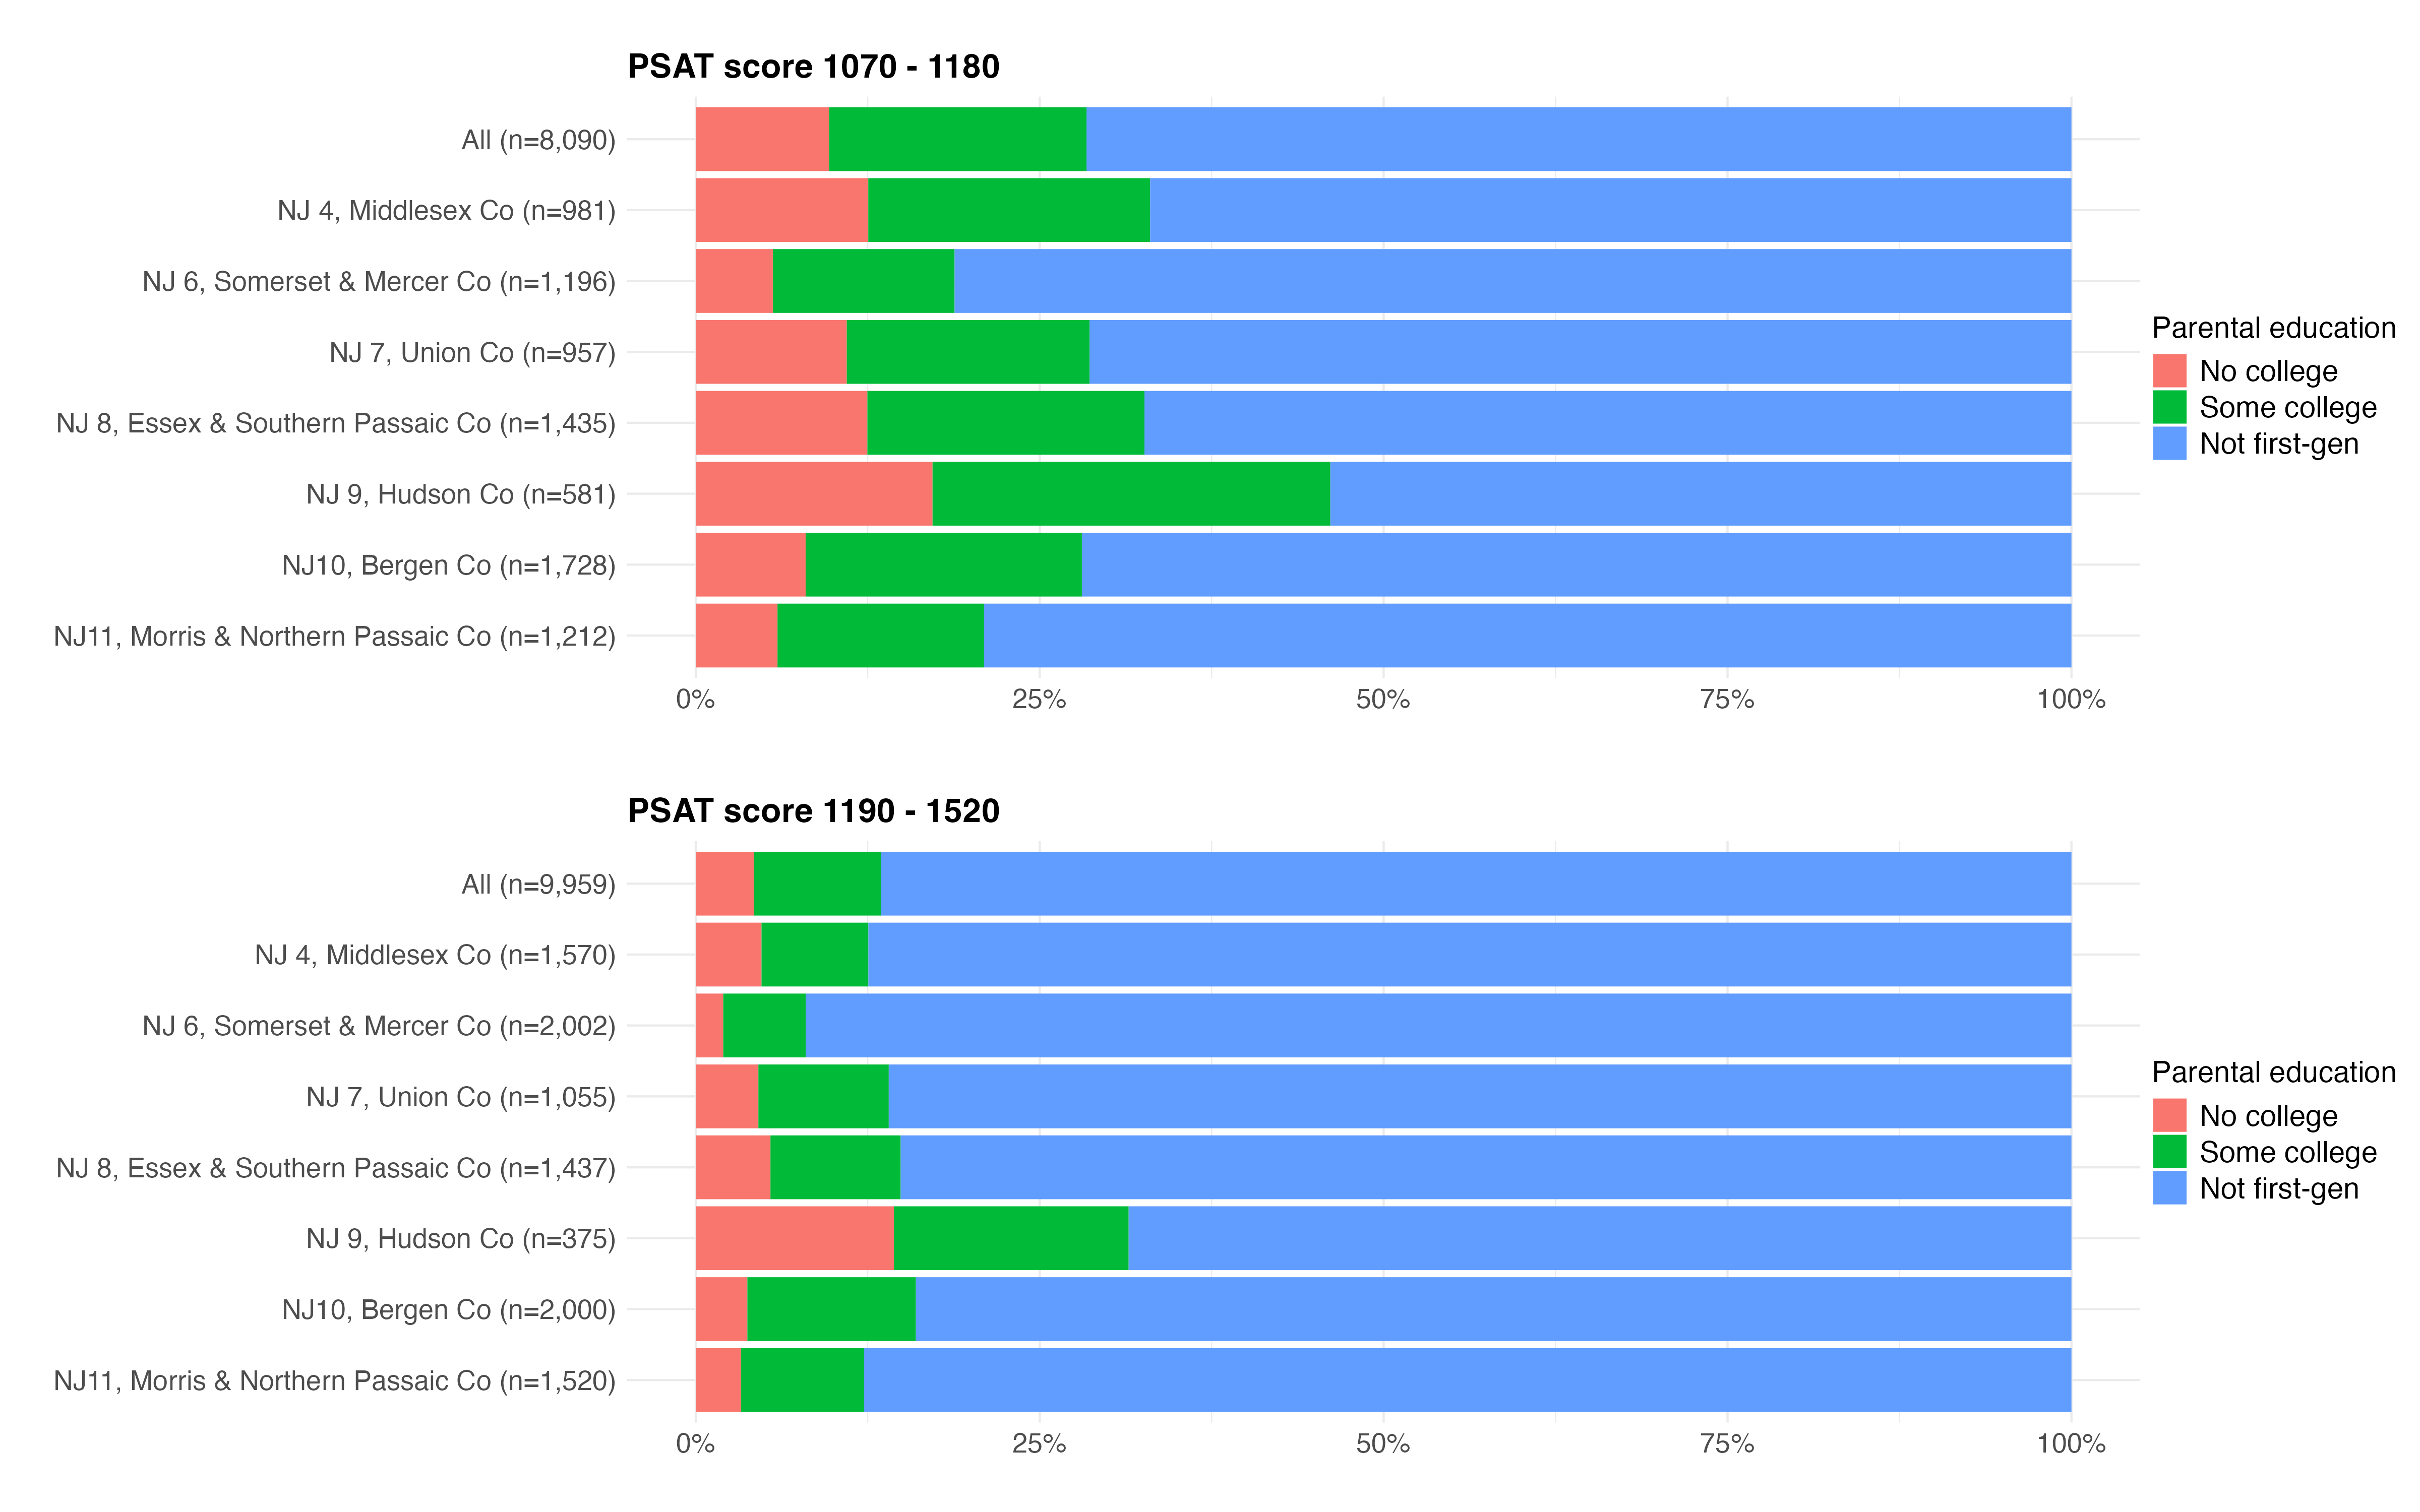 PSAT score 1070 - 1180
All (n=8,090)
NJ 4, Middlesex Co (n=981)
NJ 6, Somerset & Mercer Co (n=1,196)
NJ 7, Union Co (n=957)
NJ 8, Essex & Southern Passaic Co (n=1,435)
NJ 9, Hudson Co (n=581)
NJ10, Bergen Co (n=1,728)
NJ11, Morris & Northern Passaic Co (n=1,212)
0% 25% 50% 75% 100%
Parental education
No college
Some college
Not first-gen
PSAT score 1190 - 1520
All (n=9,959)
NJ 4, Middlesex Co (n=1,570)
NJ 6, Somerset & Mercer Co (n=2,002)
NJ 7, Union Co (n=1,055)
NJ 8, Essex & Southern Passaic Co (n=1,437)
NJ 9, Hudson Co (n=375)
NJ10, Bergen Co (n=2,000)
NJ11, Morris & Northern Passaic Co (n=1,520)
0% 25% 50% 75% 100%
Parental education
No college
Some college
Not first-gen